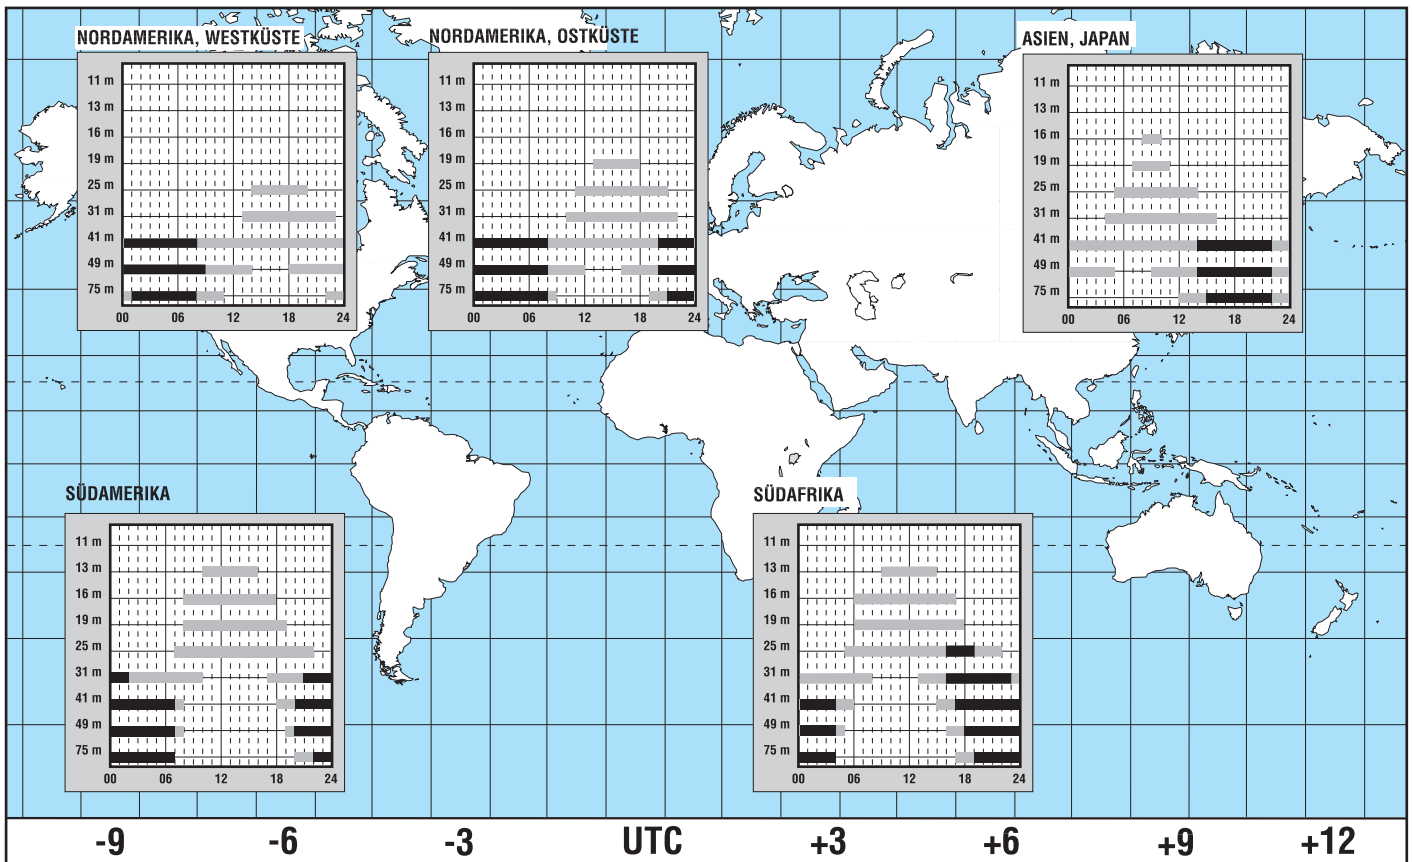 NORDAMERIKA, WESTKÜSTE
11 m
13 m
16 m
19 m
25 m
31 m
41 m
49 m
75 m
00 06 12 18 24
NORDAMERIKA, OSTKÜSTE
11 m
13 m
16 m
19 m
25 m
31 m
41 m
49 m
75 m
00 06 12 18 24
ASIEN, JAPAN
11 m
13 m
16 m
19 m
25 m
31 m
41 m
49 m
75 m
00 06 12 18 24
SÜDAMERIKA
11 m
13 m
16 m
19 m
25 m
31 m
41 m
49 m
75 m
00 06 12 18 24
SÜDAFRIKA
11 m
13 m
16 m
19 m
25 m
31 m
41 m
49 m
75 m
00 06 12 18 24
-9 -6 -3 UTC +3 +6 +9 +12